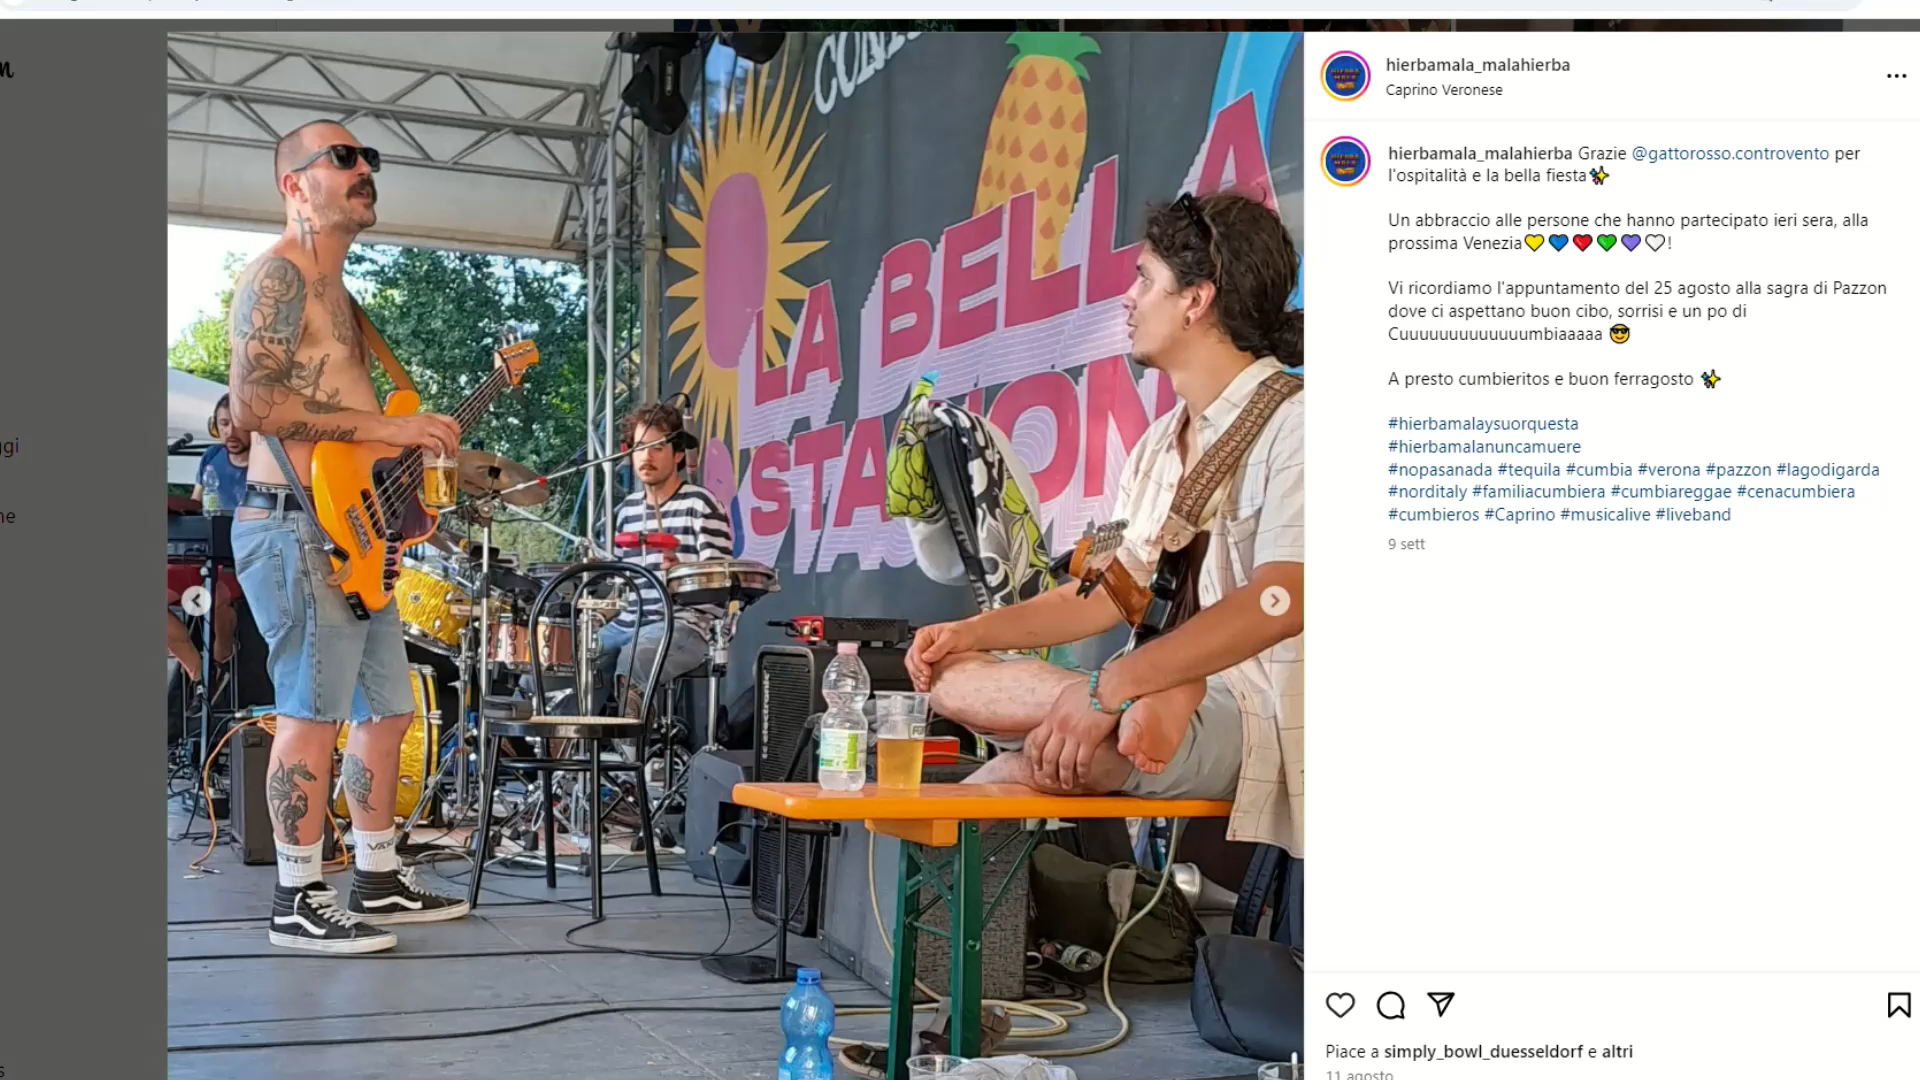 hierbamala_malahierba
Caprino Veronese
hierbamala_malahierba Grazie @gattorosso.controvento per
l'ospitalità e la bella fiesta✨
Un abbraccio alle persone che hanno partecipato ieri sera, alla
prossima Venezia💛💙❤️💚💜🤍!
Vi ricordiamo l'appuntamento del 25 agosto alla sagra di Pazzon
dove ci aspettano buon cibo, sorrisi e un po di
Cuuuuuuuuuuuuumbiaaaaa 😎
A presto cumbieritos e buon ferragosto ✨
#hierbamalaysuorquesta
#hierbamalanuncamuere
#nopasanada #tequila #cumbia #verona #pazzon #lagodigarda
#norditaly #familiacumbiera #cumbiareggae #cenacumbiera
#cumbieros #Caprino #musicalive #liveband
9 sett
Piace a simply_bowl_duesseldorf e altri
11 agosto
LA BELLA
STA ON
VANS